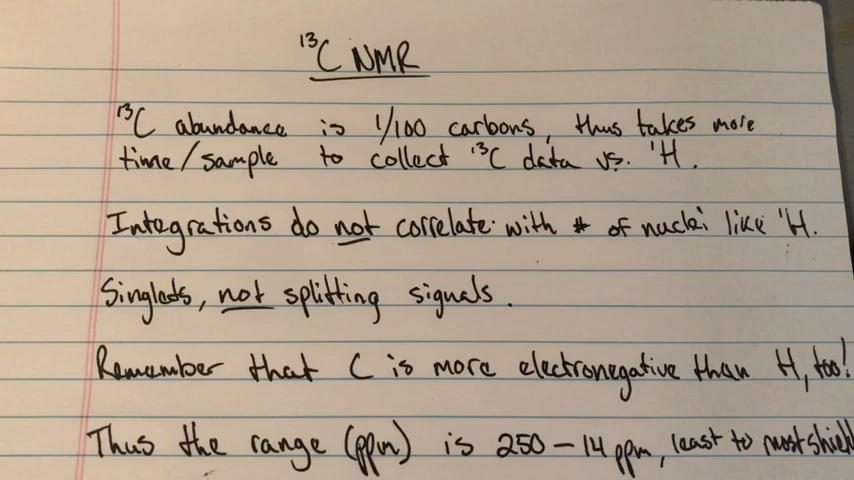 ¹³C NMR
¹³C abundance is 1/100 carbons, thus takes more
time/sample to collect ¹³C data vs. ¹H.
Integrations do not correlate with # of nuclei like ¹H.
Singlets, not splitting signals.
Remember that C is more electronegative than H, too!
Thus the range (ppm) is 250 - 14 ppm, least to most shield